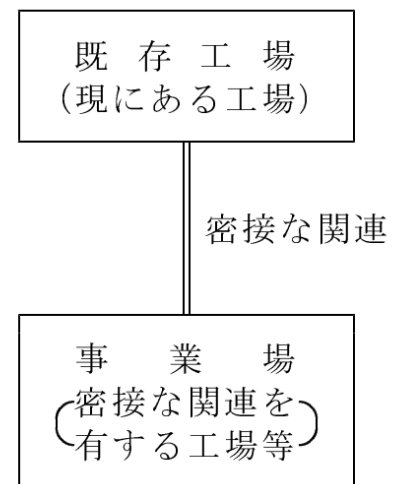 既存工場
(現にある工場)
密接な関連
事業場
(密接な関連を
有する工場等)